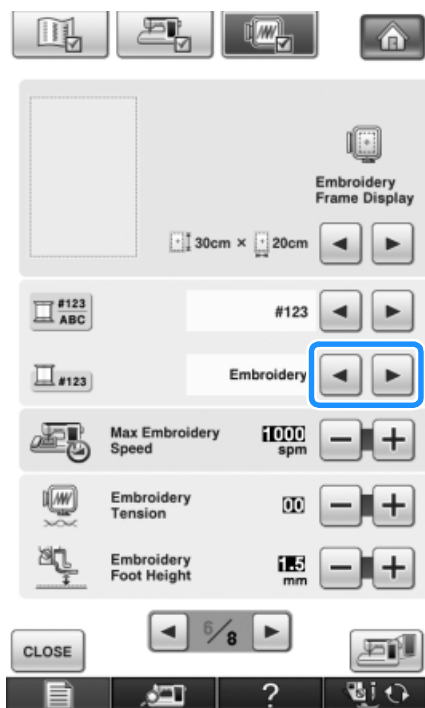 Embroidery
Frame Display
30cm × 20cm
#123
ABC
#123
#123
Embroidery
Max Embroidery
Speed
1000
spm
Embroidery
Tension
00
Embroidery
Foot Height
1.5
mm
CLOSE
6/8
?